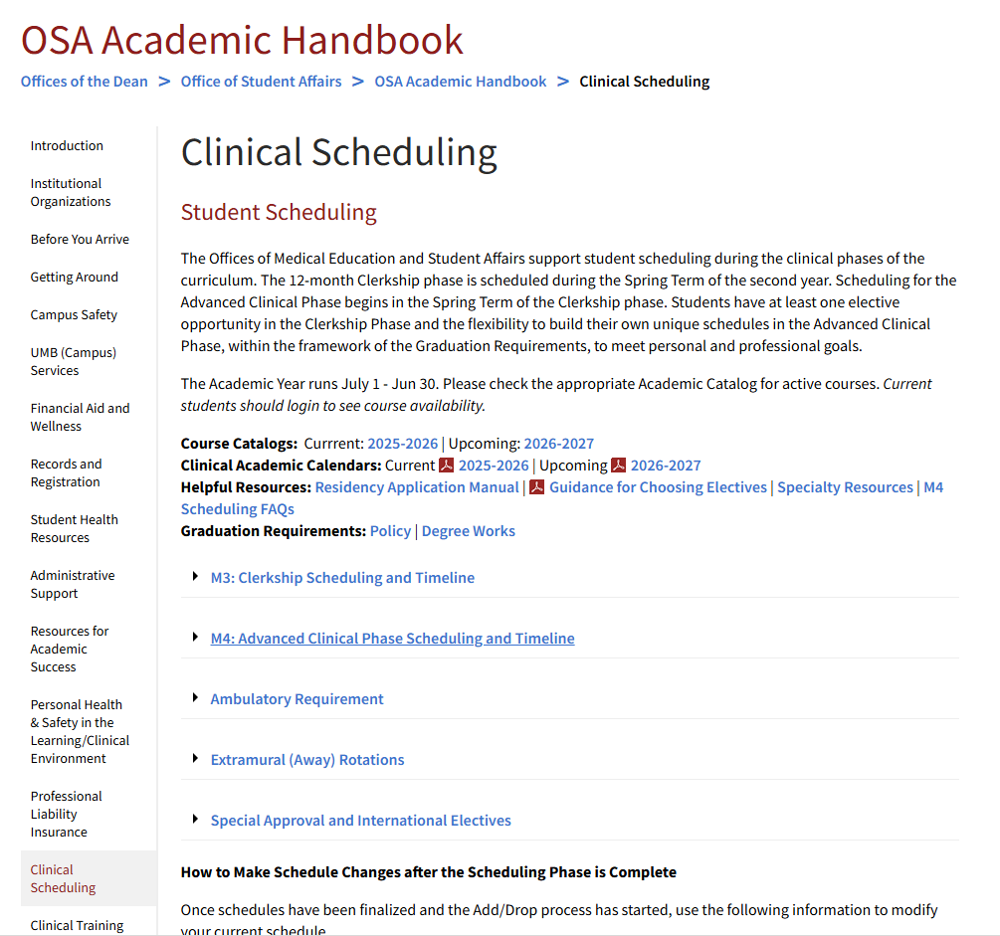 OSA Academic Handbook
Offices of the Dean > Office of Student Affairs > OSA Academic Handbook > Clinical Scheduling
Introduction
Institutional
Organizations
Before You Arrive
Getting Around
Campus Safety
UMB (Campus)
Services
Financial Aid and
Wellness
Records and
Registration
Student Health
Resources
Administrative
Support
Resources for
Academic
Success
Personal Health
& Safety in the
Learning/Clinical
Environment
Professional
Liability
Insurance
Clinical
Scheduling
Clinical Training
Clinical Scheduling
Student Scheduling
The Offices of Medical Education and Student Affairs support student scheduling during the clinical phases of the
curriculum. The 12-month Clerkship phase is scheduled during the Spring Term of the second year. Scheduling for the
Advanced Clinical Phase begins in the Spring Term of the Clerkship phase. Students have at least one elective
opportunity in the Clerkship Phase and the flexibility to build their own unique schedules in the Advanced Clinical
Phase, within the framework of the Graduation Requirements, to meet personal and professional goals.
The Academic Year runs July 1 - Jun 30. Please check the appropriate Academic Catalog for active courses. Current
students should login to see course availability.
Course Catalogs: Currrent: 2025-2026 | Upcoming: 2026-2027
Clinical Academic Calendars: Current 2025-2026 | Upcoming 2026-2027
Helpful Resources: Residency Application Manual | Guidance for Choosing Electives | Specialty Resources | M4
Scheduling FAQs
Graduation Requirements: Policy | Degree Works
M3: Clerkship Scheduling and Timeline
M4: Advanced Clinical Phase Scheduling and Timeline
Ambulatory Requirement
Extramural (Away) Rotations
Special Approval and International Electives
How to Make Schedule Changes after the Scheduling Phase is Complete
Once schedules have been finalized and the Add/Drop process has started, use the following information to modify
your current schedule.